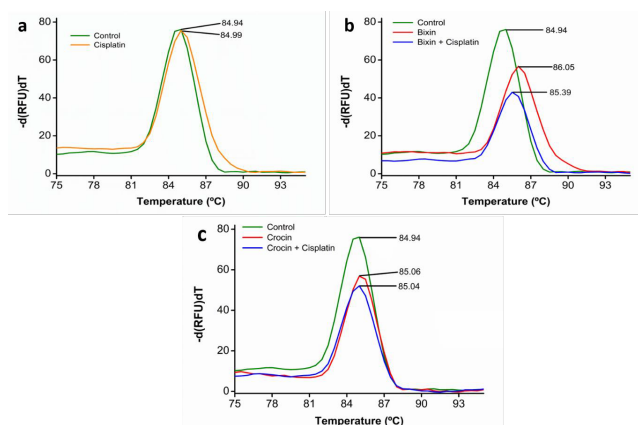 a
Control
Cisplatin
84.94
84.99
-d(RFU)dT
80
60
40
20
0
75 78 81 84 87 90 93
Temperature (ºC)
b
Control
Bixin
Bixin + Cisplatin
84.94
86.05
85.39
-d(RFU)dT
80
60
40
20
0
75 78 81 84 87 90 93
Temperature (ºC)
c
Control
Crocin
Crocin + Cisplatin
84.94
85.06
85.04
-d(RFU)dT
80
60
40
20
0
75 78 81 84 87 90 93
Temperature (ºC)